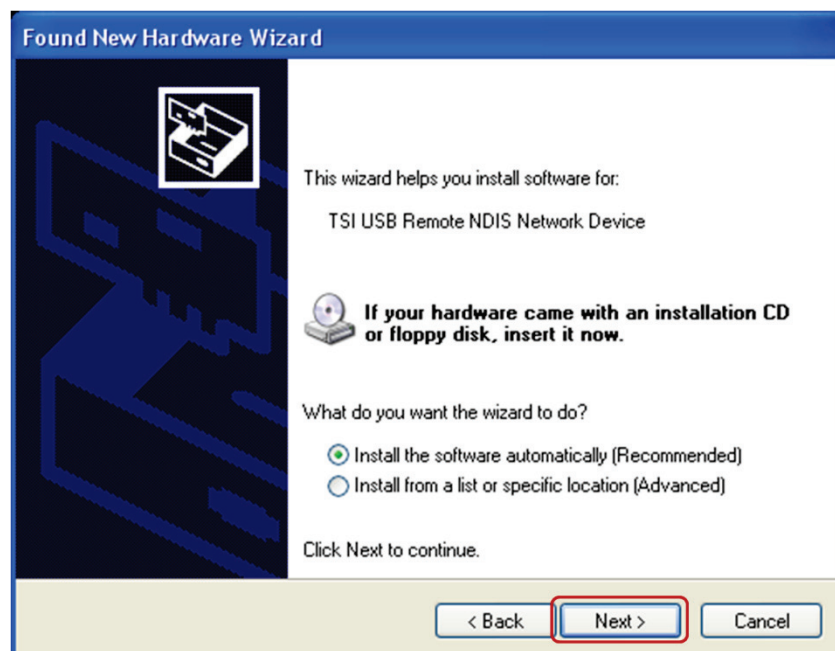 Found New Hardware Wizard
This wizard helps you install software for:
TSI USB Remote NDIS Network Device
If your hardware came with an installation CD
or floppy disk, insert it now.
What do you want the wizard to do?
Install the software automatically (Recommended)
Install from a list or specific location (Advanced)
Click Next to continue.
< Back Next > Cancel